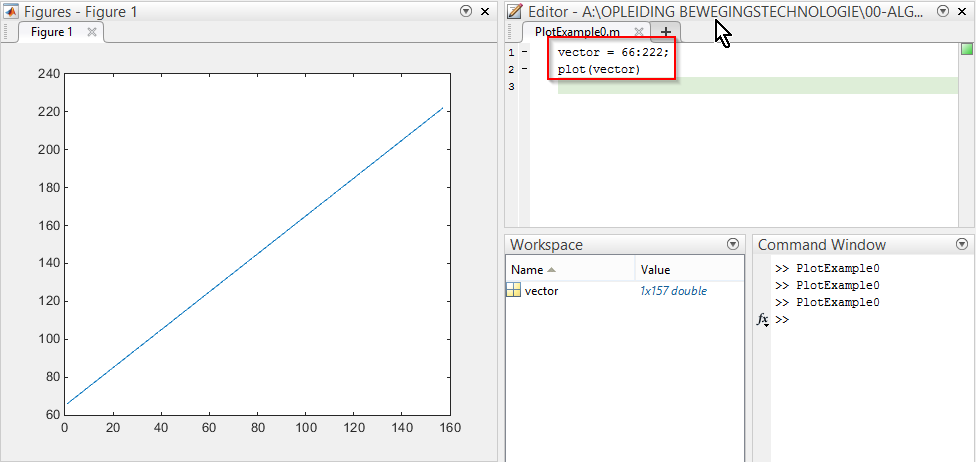 Figures - Figure 1
Figure 1
240
220
200
180
160
140
120
100
80
60
0 20 40 60 80 100 120 140 160
Editor - A:\OPLEIDING BEWEGINGSTECHNOLOGIE\00-ALG...
PlotExample0.m
1 - vector = 66:222;
2 - plot(vector)
3
Workspace
Name Value
vector 1x157 double
Command Window
>> PlotExample0
>> PlotExample0
>> PlotExample0
fx >>